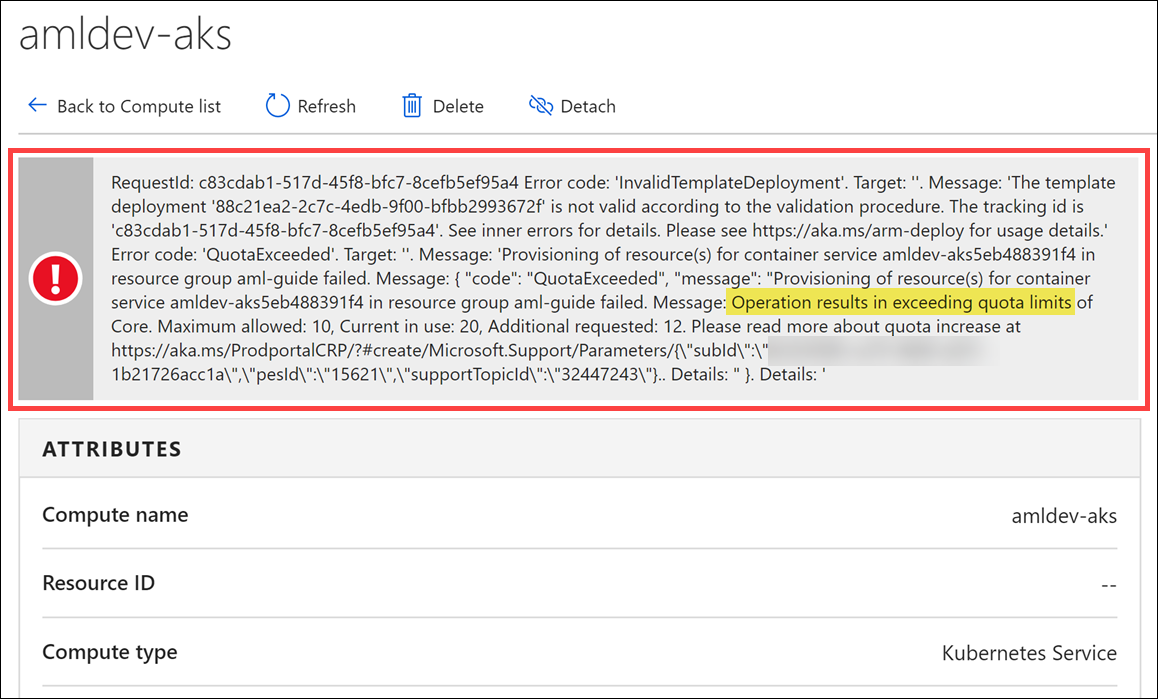 amldev-aks
Back to Compute list Refresh Delete Detach
RequestId: c83cdab1-517d-45f8-bfc7-8cefb5ef95a4 Error code: 'InvalidTemplateDeployment'. Target: ''. Message: 'The template
deployment '88c21ea2-2c7c-4edb-9f00-bfbb2993672f' is not valid according to the validation procedure. The tracking id is
'c83cdab1-517d-45f8-bfc7-8cefb5ef95a4'. See inner errors for details. Please see https://aka.ms/arm-deploy for usage details.'
Error code: 'QuotaExceeded'. Target: ''. Message: 'Provisioning of resource(s) for container service amldev-aks5eb488391f4 in
resource group aml-guide failed. Message: { "code": "QuotaExceeded", "message": "Provisioning of resource(s) for container
service amldev-aks5eb488391f4 in resource group aml-guide failed. Message: Operation results in exceeding quota limits of
Core. Maximum allowed: 10, Current in use: 20, Additional requested: 12. Please read more about quota increase at
https://aka.ms/ProdportalCRP/?#create/Microsoft.Support/Parameters/{\"subId\":\"
1b21726acc1a\",\"pesId\":\"15621\",\"supportTopicId\":\"32447243\"}.. Details: " }. Details: '
ATTRIBUTES
Compute name amldev-aks
Resource ID --
Compute type Kubernetes Service